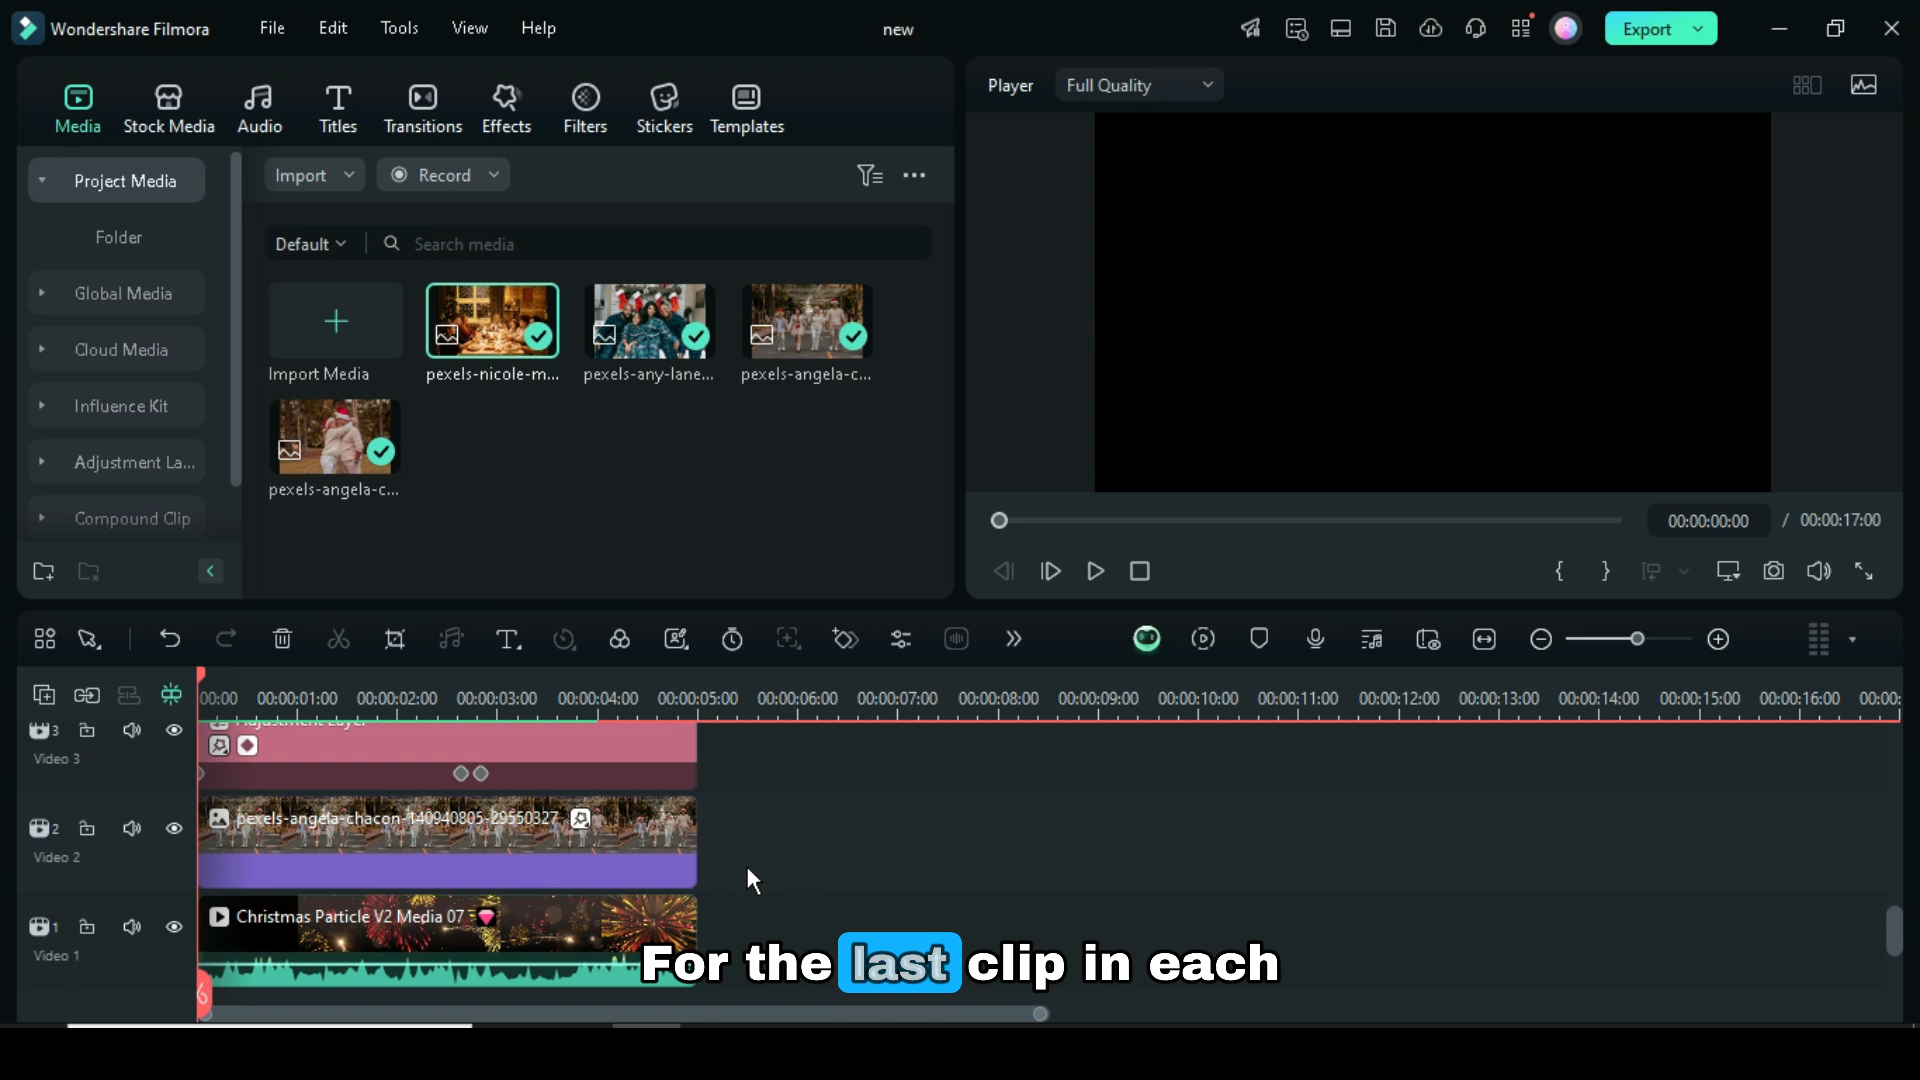 Wondershare Filmora
File
Edit
Tools
View
Help
new
Export
Media
Stock Media
Audio
Titles
Transitions
Effects
Filters
Stickers
Templates
Player
Full Quality
Project Media
Folder
Global Media
Cloud Media
Influence Kit
Adjustment La...
Compound Clip
Import
Record
Default
Search media
Import Media
pexels-nicole-m...
pexels-any-lane...
pexels-angela-c...
pexels-angela-c...
00:00:00:00 / 00:00:17:00
00:00 00:00:01:00 00:00:02:00 00:00:03:00 00:00:04:00 00:00:05:00 00:00:06:00 00:00:07:00 00:00:08:00 00:00:09:00 00:00:10:00 00:00:11:00 00:00:12:00 00:00:13:00 00:00:14:00 00:00:15:00 00:00:16:00 00:00:
Adjustment Layer
3
Video 3
pexels-angela-chacon-140940805-29550327
2
Video 2
Christmas Particle V2 Media 07
1
Video 1
For the last clip in each